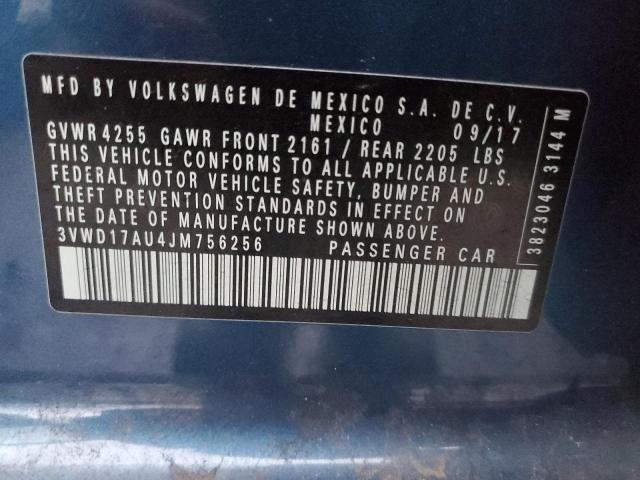 MFD BY VOLKSWAGEN DE MEXICO S.A. DE C.V.
MEXICO 09/17
GVWR 4255 GAWR FRONT 2161 / REAR 2205 LBS
THIS VEHICLE CONFORMS TO ALL APPLICABLE U.S.
FEDERAL MOTOR VEHICLE SAFETY, BUMPER AND
THEFT PREVENTION STANDARDS IN EFFECT ON
THE DATE OF MANUFACTURE SHOWN ABOVE.
3VWD17AU4JM756256 PASSENGER CAR
3823046 3144 M